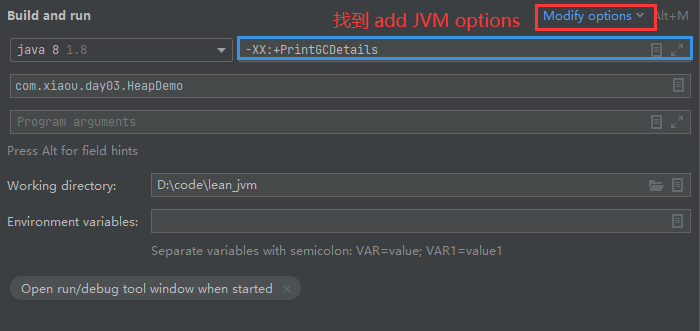 Build and run
找到 add JVM options
Modify options Alt+M
java 8 1.8
-XX:+PrintGCDetails
com.xiaou.day03.HeapDemo
Program arguments
Press Alt for field hints
Working directory: D:\code\lean_jvm
Environment variables:
Separate variables with semicolon: VAR=value; VAR1=value1
Open run/debug tool window when started